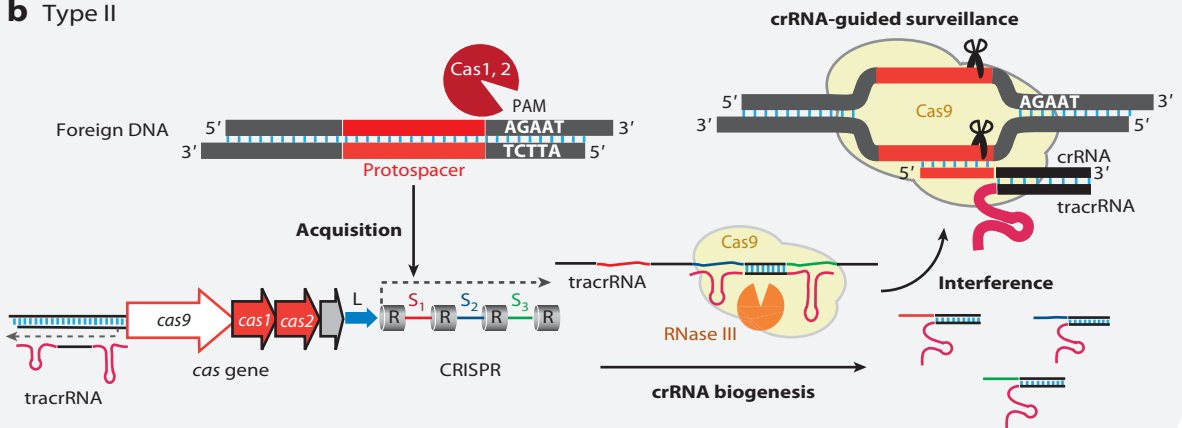 b Type II
crRNA-guided surveillance
Cas1, 2
PAM
Foreign DNA
5′ AGAAT 3′
3′ TCTTA 5′
Protospacer
Acquisition
5′ AGAAT 3′
3′ 5′
Cas9
crRNA
5′ 3′
tracrRNA
Interference
Cas9
tracrRNA
RNase III
cas9 cas1 cas2 L R S1 R S2 R S3 R
cas gene
CRISPR
tracrRNA
crRNA biogenesis